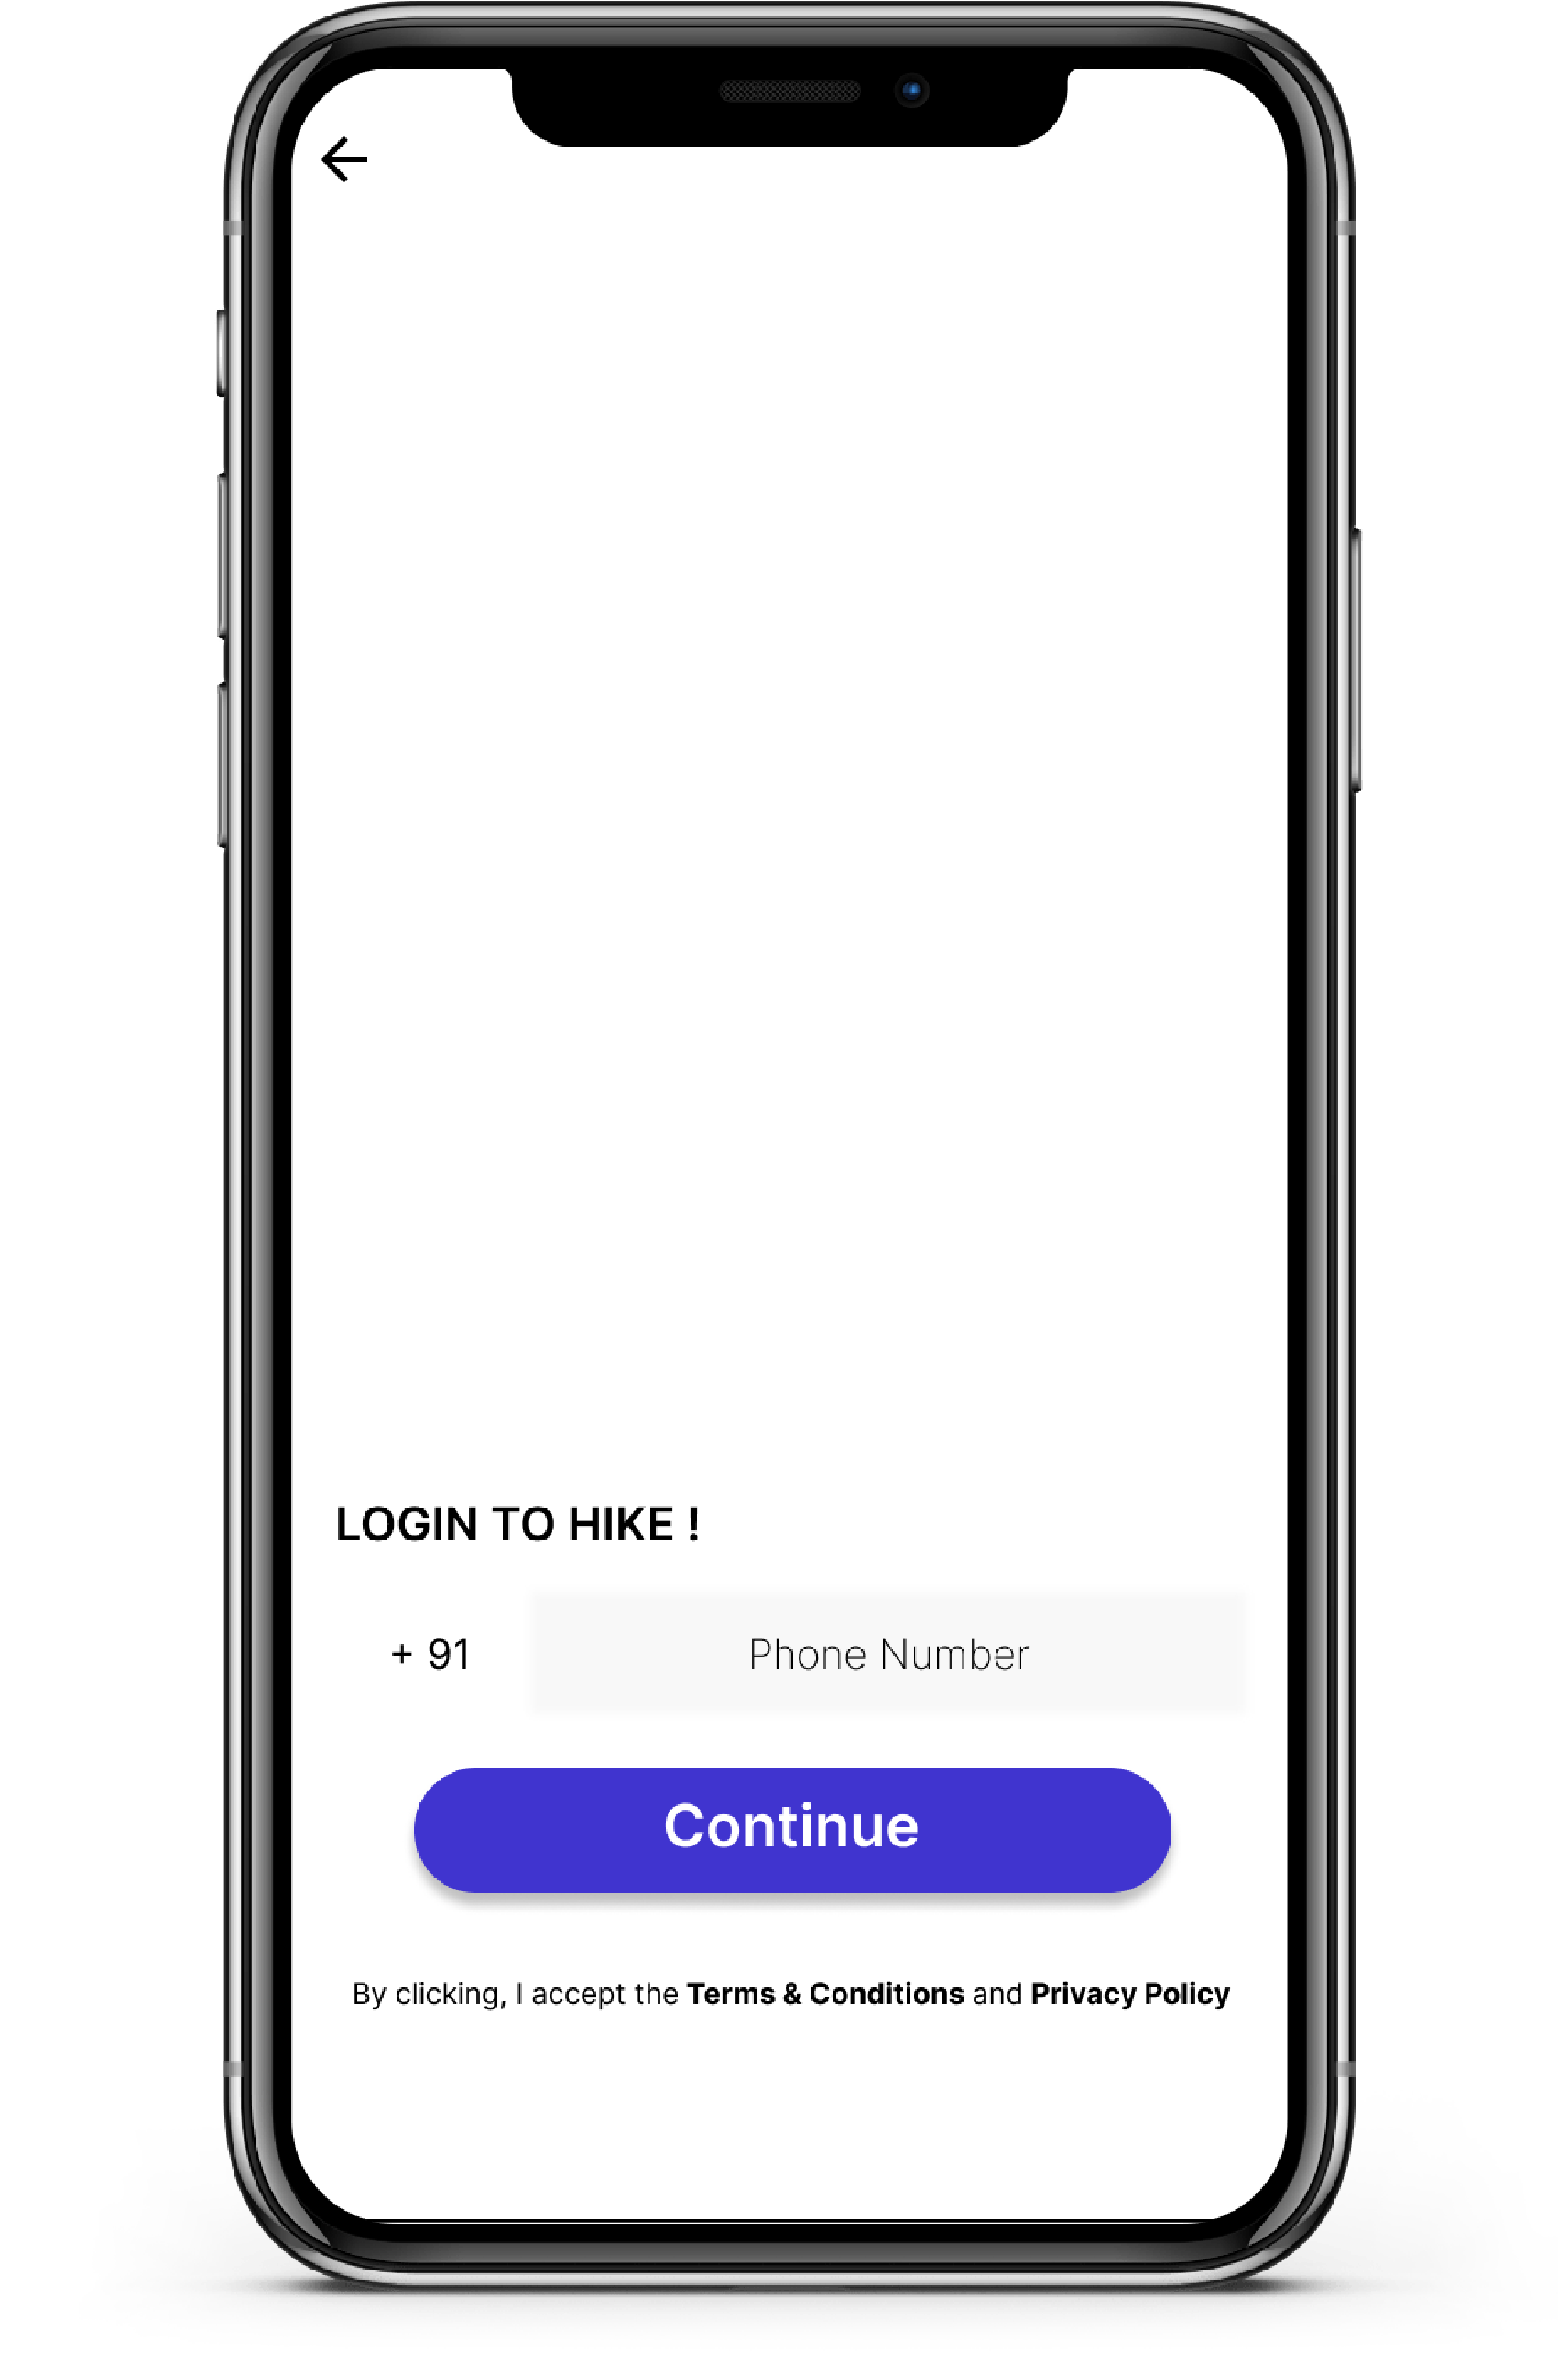 LOGIN TO HIKE !
+ 91 Phone Number
Continue
By clicking, I accept the Terms & Conditions and Privacy Policy